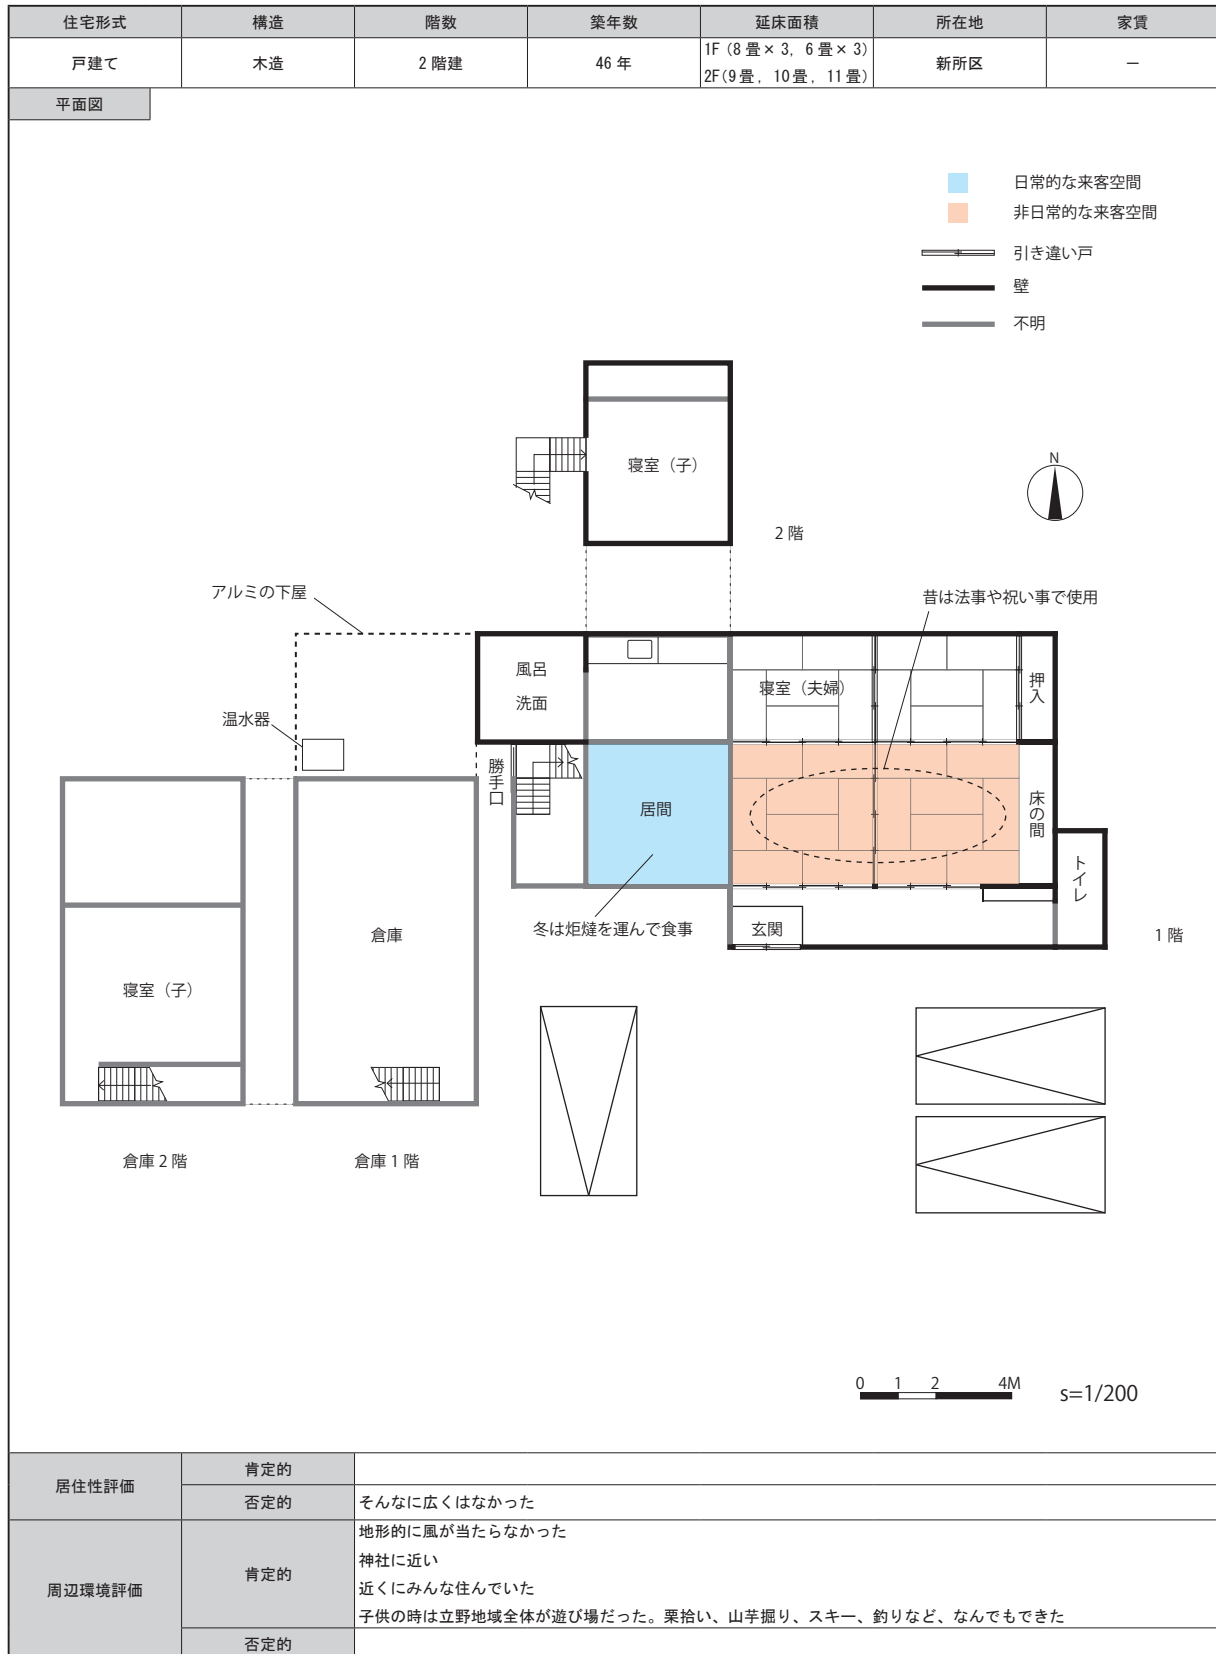 住宅形式 構造 階数 築年数 延床面積 所在地 家賃
戸建て 木造 2 階建 46 年 1F（8 畳× 3，6 畳× 3） 2F（9 畳，10 畳，11 畳） 新所区 －
平面図
日常的な来客空間
非日常的な来客空間
引き違い戸
壁
不明
寝室（子）
N
2 階
アルミの下屋
昔は法事や祝い事で使用
風呂
洗面
寝室（夫婦）
押入
温水器
勝手口
居間
床の間
トイレ
倉庫
冬は炬燵を運んで食事
玄関
1 階
寝室（子）
倉庫 2 階
倉庫 1 階
0 1 2 4M
s=1/200
居住性評価
肯定的
否定的 そんなに広くはなかった
周辺環境評価
肯定的
地形的に風が当たらなかった
神社に近い
近くにみんな住んでいた
子供の時は立野地域全体が遊び場だった。栗拾い、山芋掘り、スキー、釣りなど、なんでもできた
否定的